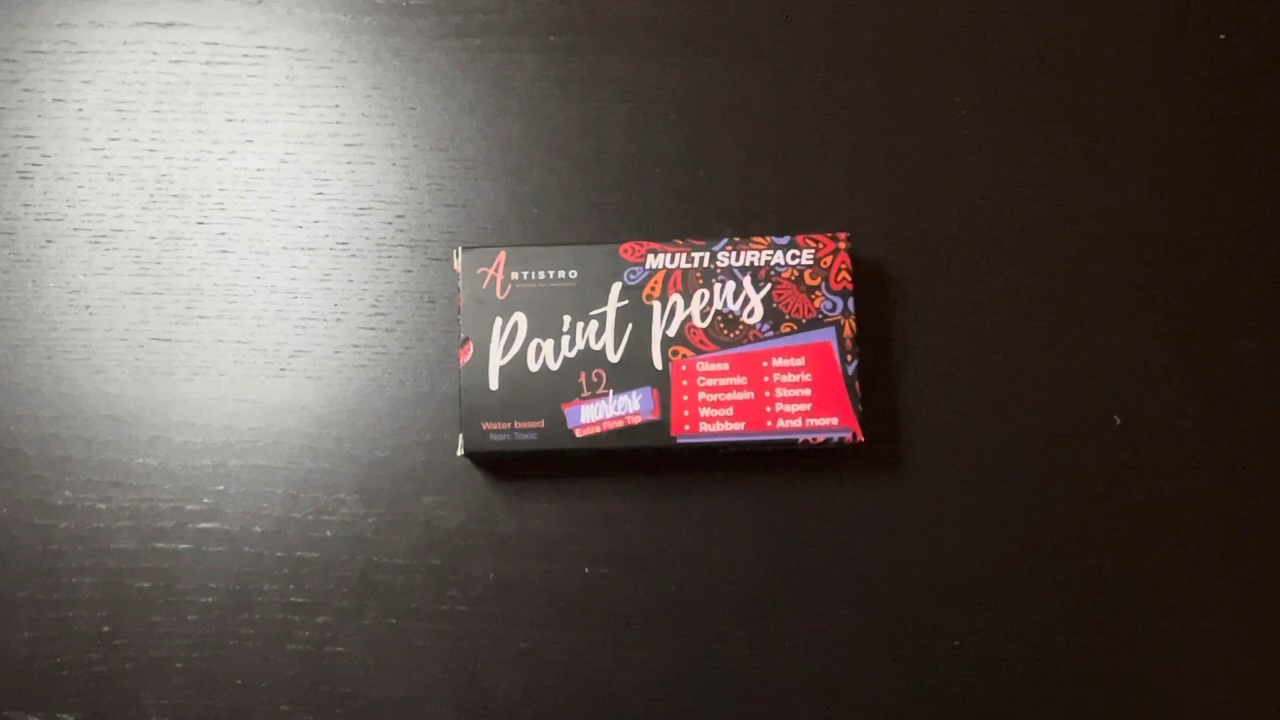 ARTISTRO
MULTI SURFACE
Paint pens
12
markers
Extra Fine Tip
Water based
Non-Toxic
• Glass
• Ceramic
• Porcelain
• Wood
• Rubber
• Metal
• Fabric
• Stone
• Paper
• And more